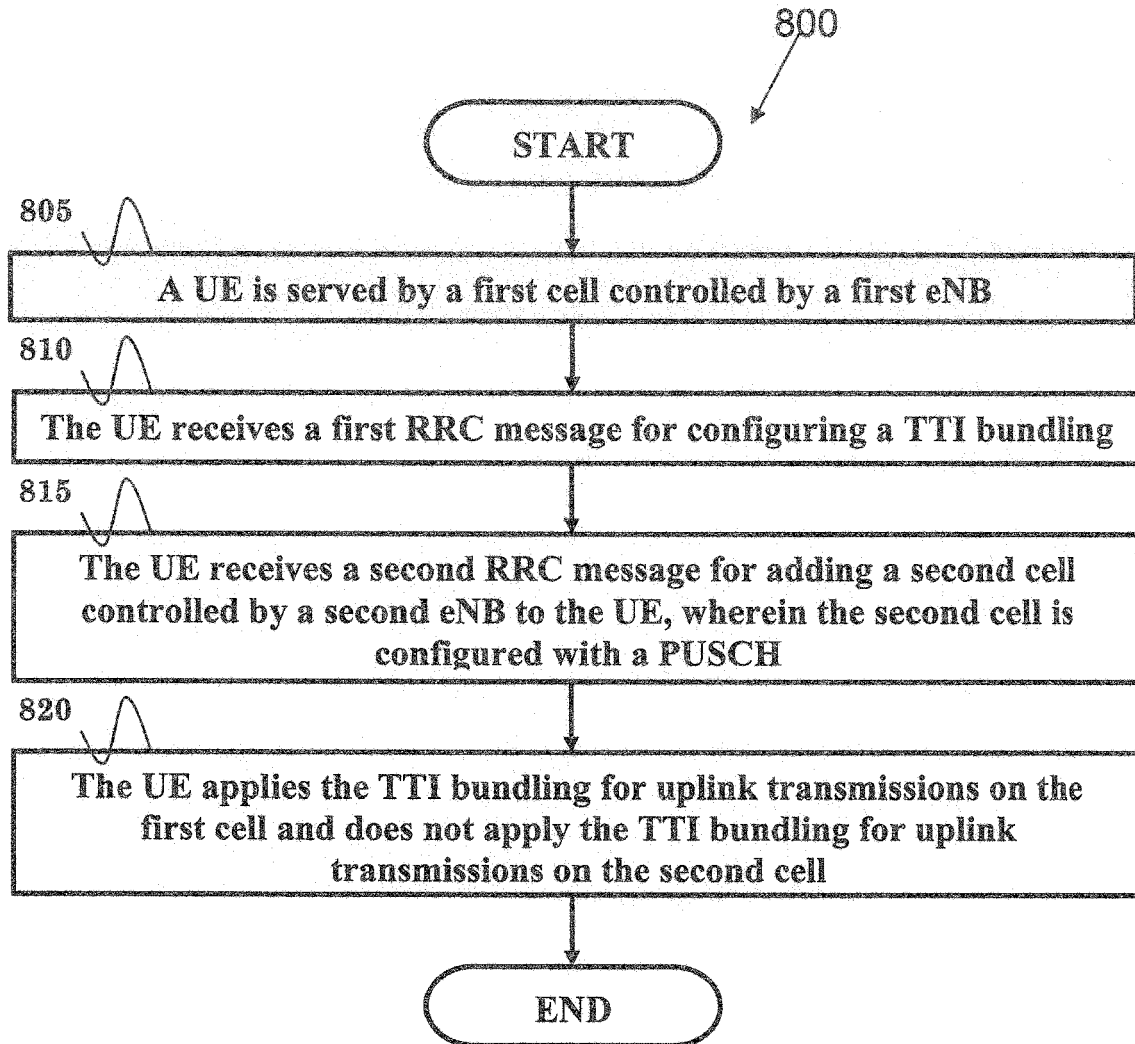 800
START
805
A UE is served by a first cell controlled by a first eNB
810
The UE receives a first RRC message for configuring a TTI bundling
815
The UE receives a second RRC message for adding a second cell
controlled by a second eNB to the UE, wherein the second cell is
configured with a PUSCH
820
The UE applies the TTI bundling for uplink transmissions on the
first cell and does not apply the TTI bundling for uplink
transmissions on the second cell
END